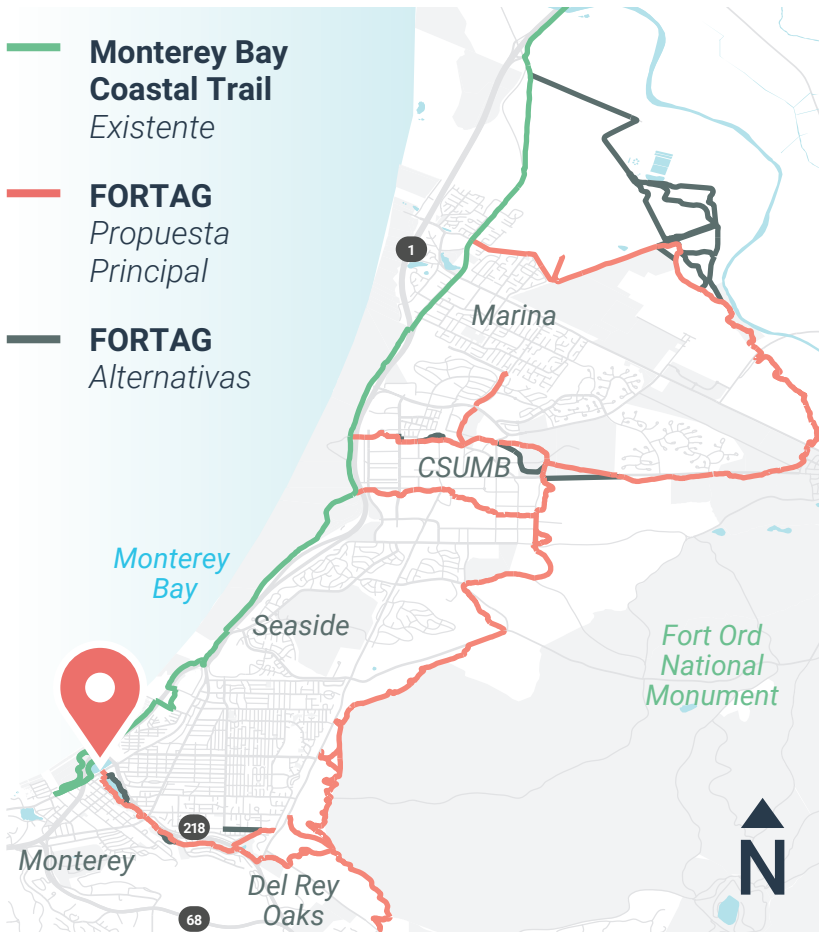 Monterey Bay
Coastal Trail
Existente
FORTAG
Propuesta
Principal
FORTAG
Alternativas
1
Marina
CSUMB
Monterey
Bay
Seaside
Fort Ord
National
Monument
218
Monterey
Del Rey
Oaks
68
N